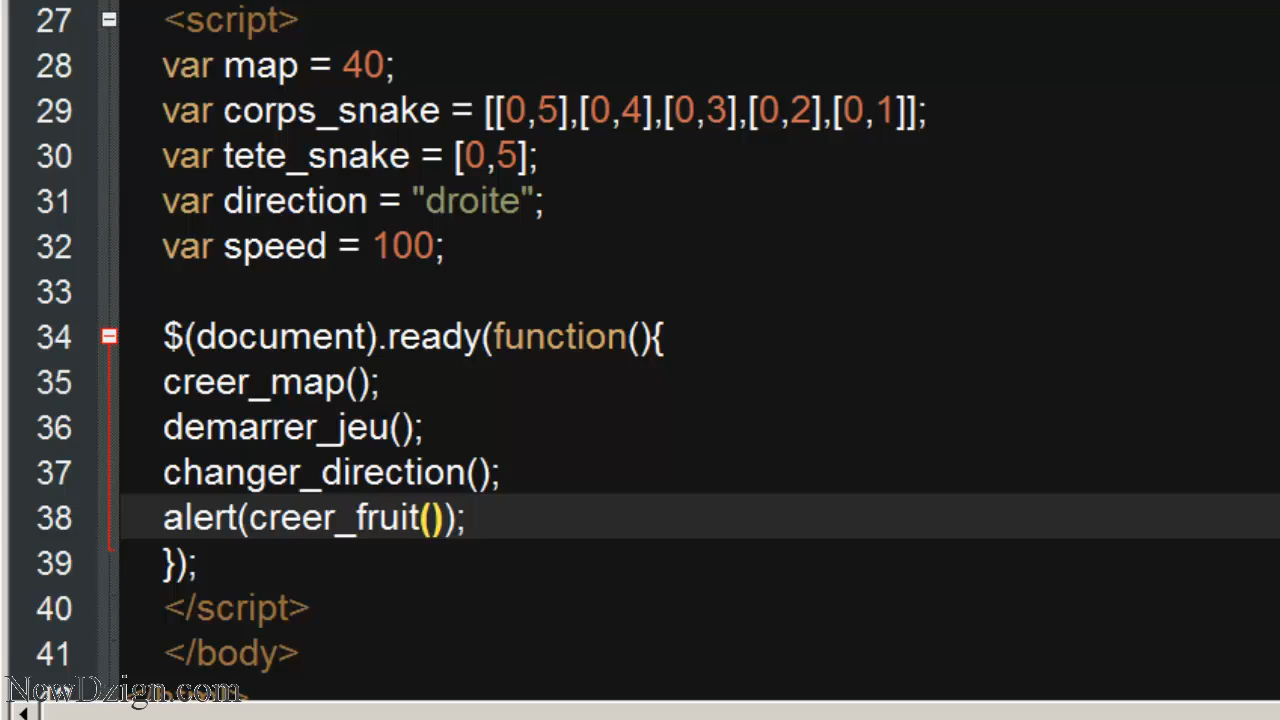 27 <script>
28 var map = 40;
29 var corps_snake = [[0,5],[0,4],[0,3],[0,2],[0,1]];
30 var tete_snake = [0,5];
31 var direction = "droite";
32 var speed = 100;
33
34 $(document).ready(function(){
35 creer_map();
36 demarrer_jeu();
37 changer_direction();
38 alert(creer_fruit());
39 });
40 </script>
41 </body>
NowDzign.com